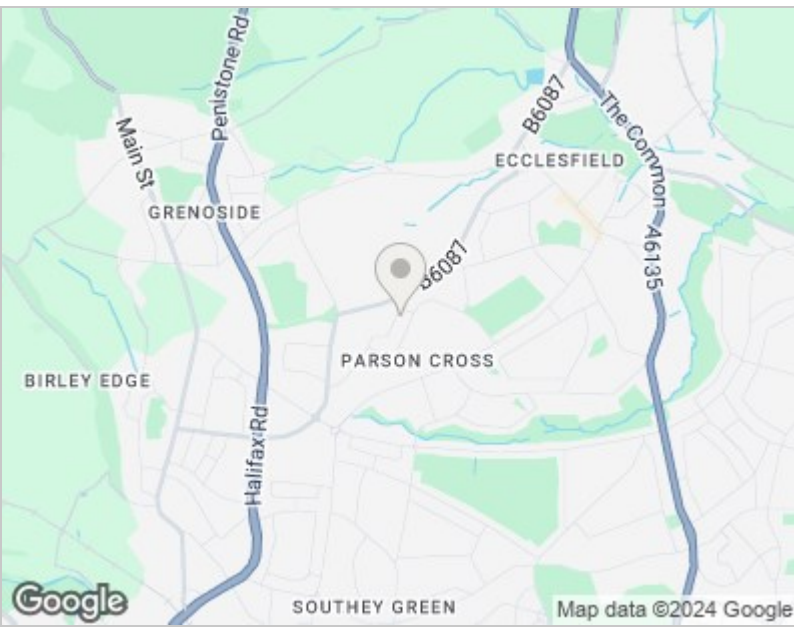 Penistone Rd
Main St
B6087
The Common
ECCLESFIELD
GRENOSIDE
A6135
B6087
PARSON CROSS
BIRLEY EDGE
Halifax Rd
SOUTHEY GREEN
Google
Map data ©2024 Google